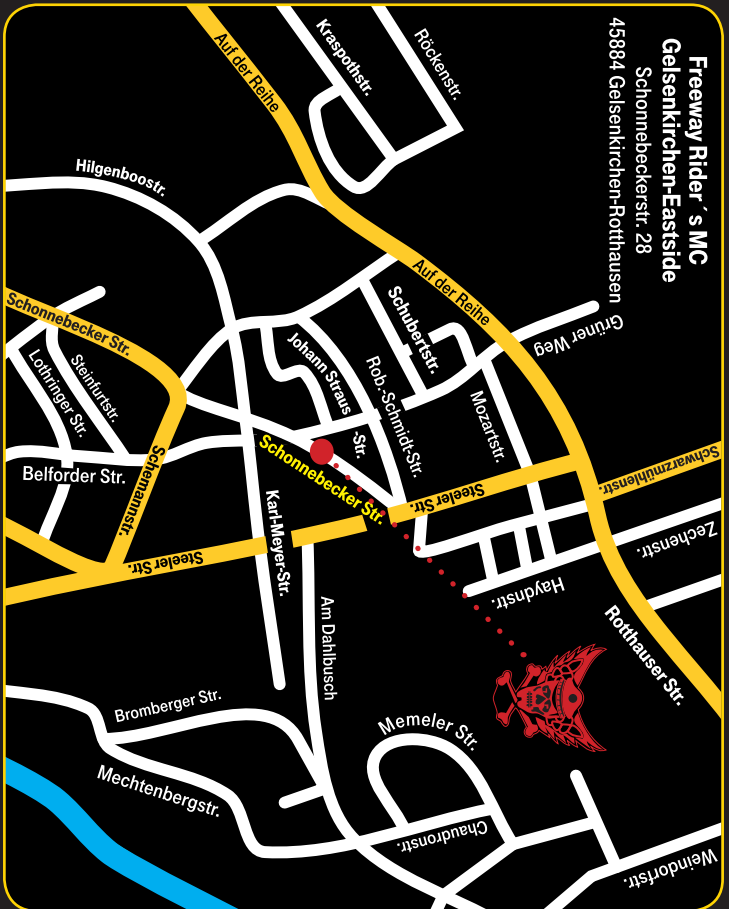 Freeway Rider´s MC
Gelsenkirchen-Eastside
Schonnebeckerstr. 28
45884 Gelsenkirchen-Rotthausen
Röckenstr.
Kraspothstr.
Auf der Reihe
Hilgenboostr.
Auf der Reihe
Grüner Weg
Schubertstr.
Schonnebecker Str.
Johann Straus
-Str.
Rob.-Schmidt-Str.
Mozartstr.
Lothringer Str.
Steinfurtstr.
Belforder Str.
Schemannstr.
Schonnebecker Str.
Steeler Str.
Schwarzmühlenstr.
Zechenstr.
Karl-Meyer-Str.
Steeler Str.
Haydnstr.
Am Dahlbusch
Rotthauser Str.
Bromberger Str.
Memeler Str.
Mechtenbergstr.
Chaudronstr.
Weindorfstr.